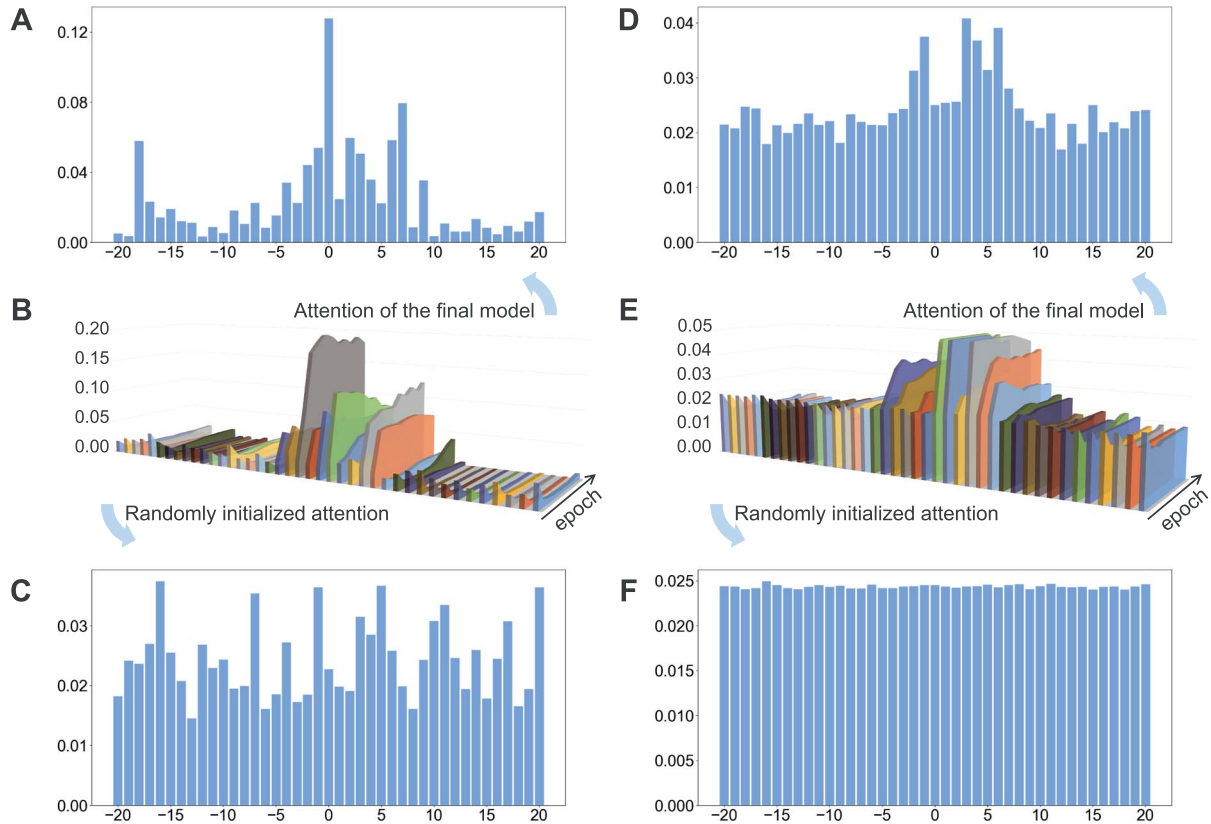 A
0.12
0.08
0.04
0.00
−20 −15 −10 −5 0 5 10 15 20
D
0.04
0.03
0.02
0.01
0.00
−20 −15 −10 −5 0 5 10 15 20
B
Attention of the final model
0.20
0.15
0.10
0.05
0.00
epoch
Randomly initialized attention
E
Attention of the final model
0.05
0.04
0.03
0.02
0.01
0.00
epoch
Randomly initialized attention
C
0.03
0.02
0.01
0.00
−20 −15 −10 −5 0 5 10 15 20
F
0.025
0.020
0.015
0.010
0.005
0.000
−20 −15 −10 −5 0 5 10 15 20